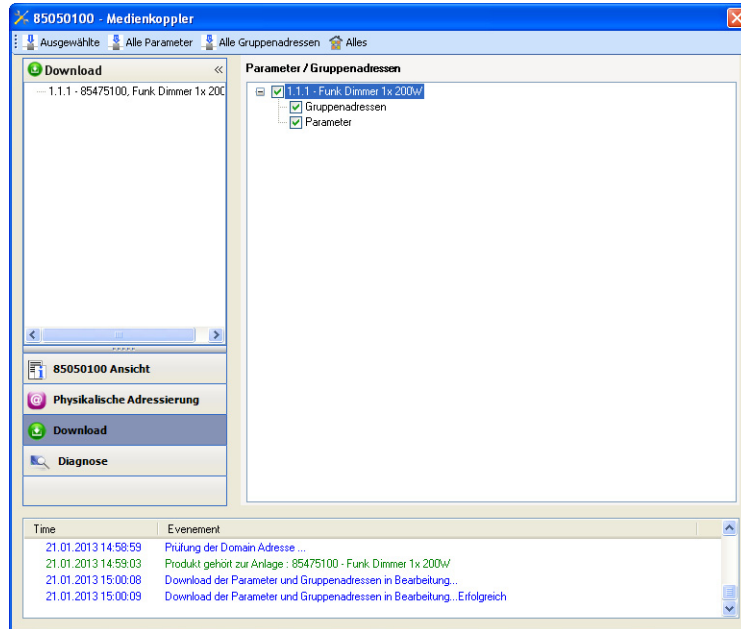 85050100 - Medienkoppler
Ausgewählte Alle Parameter Alle Gruppenadressen Alles
Download «
1.1.1 - 85475100, Funk Dimmer 1x 200
85050100 Ansicht
Physikalische Adressierung
Download
Diagnose
Parameter / Gruppenadressen
1.1.1 - Funk Dimmer 1x 200W
Gruppenadressen
Parameter
Time Evenement
21.01.2013 14:58:59 Prüfung der Domain Adresse ...
21.01.2013 14:59:03 Produkt gehört zur Anlage : 85475100 - Funk Dimmer 1x 200W
21.01.2013 15:00:08 Download der Parameter und Gruppenadressen in Bearbeitung...
21.01.2013 15:00:09 Download der Parameter und Gruppenadressen in Bearbeitung...Erfolgreich